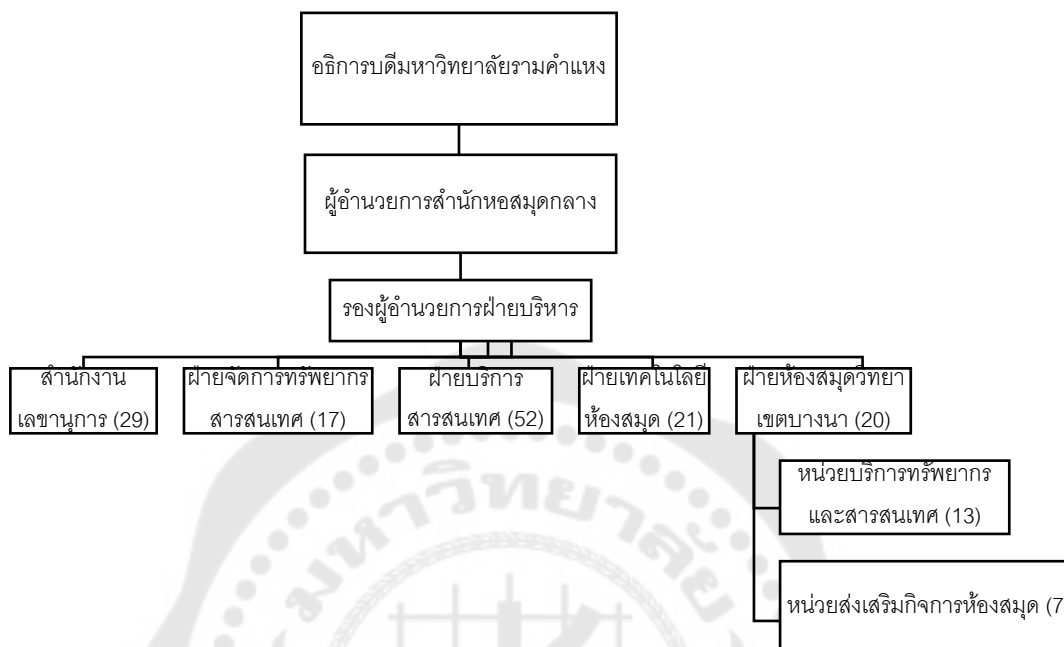 อธิการบดีมหาวิทยาลัยรามคำแหง
ผู้อำนวยการสำนักหอสมุดกลาง
รองผู้อำนวยการฝ่ายบริหาร
สำนักงาน
เลขานุการ (29)
ฝ่ายจัดการทรัพยากร
สารสนเทศ (17)
ฝ่ายบริการ
สารสนเทศ (52)
ฝ่ายเทคโนโลยี
ห้องสมุด (21)
ฝ่ายห้องสมุดวิทยา
เขตบางนา (20)
หน่วยบริการทรัพยากร
และสารสนเทศ (13)
หน่วยส่งเสริมกิจการห้องสมุด (7
มหาวิทยาลัย